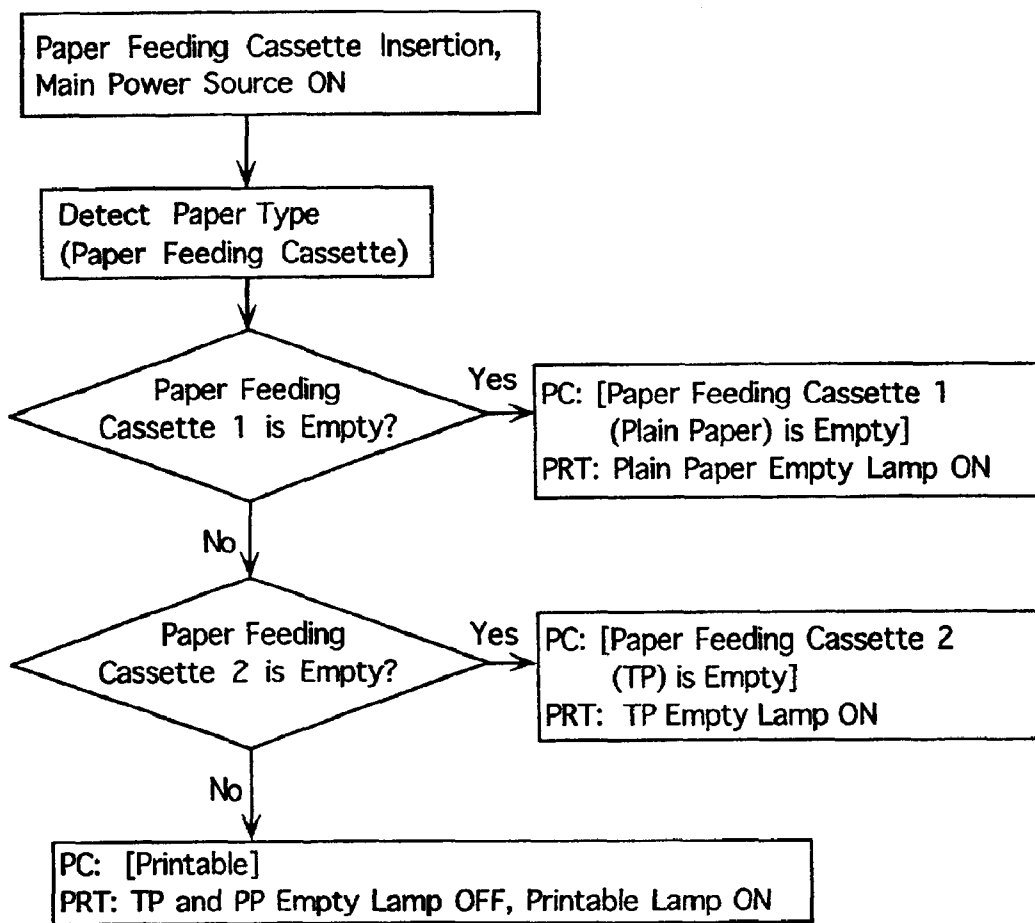 Paper Feeding Cassette Insertion,
Main Power Source ON
Detect Paper Type
(Paper Feeding Cassette)
Paper Feeding
Cassette 1 is Empty?
Yes
PC: [Paper Feeding Cassette 1
(Plain Paper) is Empty]
PRT: Plain Paper Empty Lamp ON
No
Paper Feeding
Cassette 2 is Empty?
Yes
PC: [Paper Feeding Cassette 2
(TP) is Empty]
PRT: TP Empty Lamp ON
No
PC: [Printable]
PRT: TP and PP Empty Lamp OFF, Printable Lamp ON